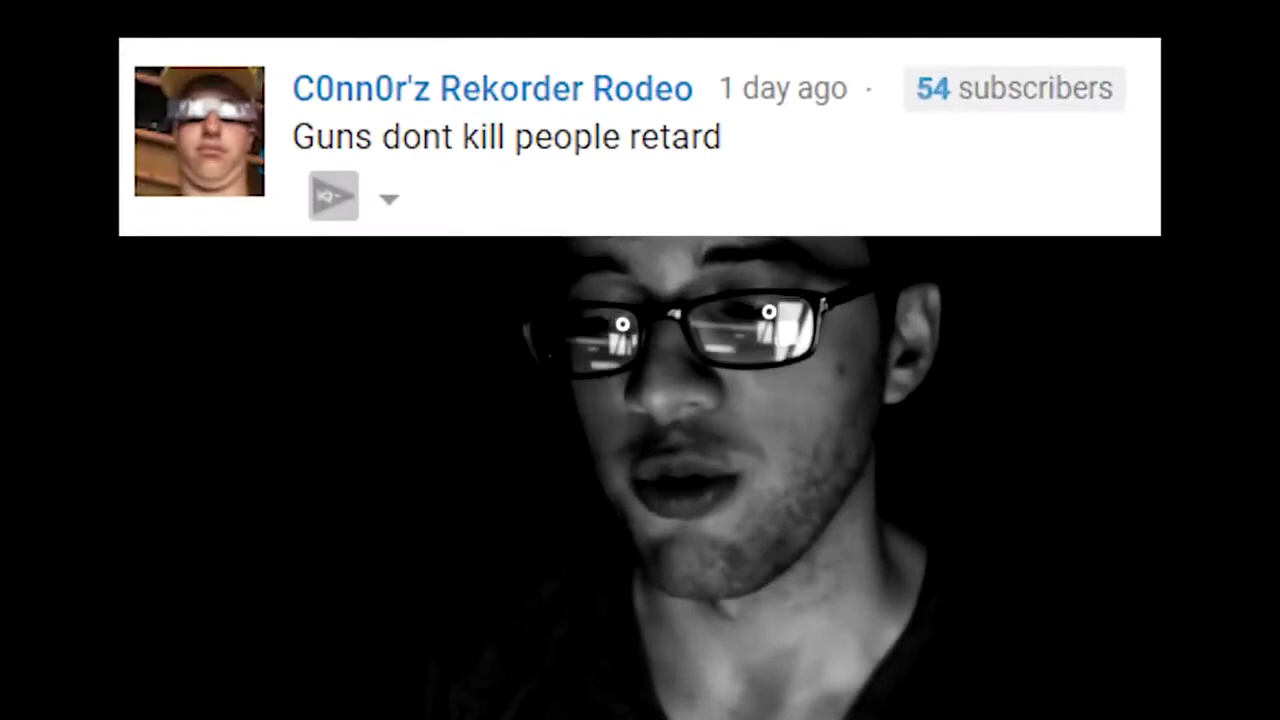 C0nn0r'z Rekorder Rodeo 1 day ago · 54 subscribers
Guns dont kill people retard